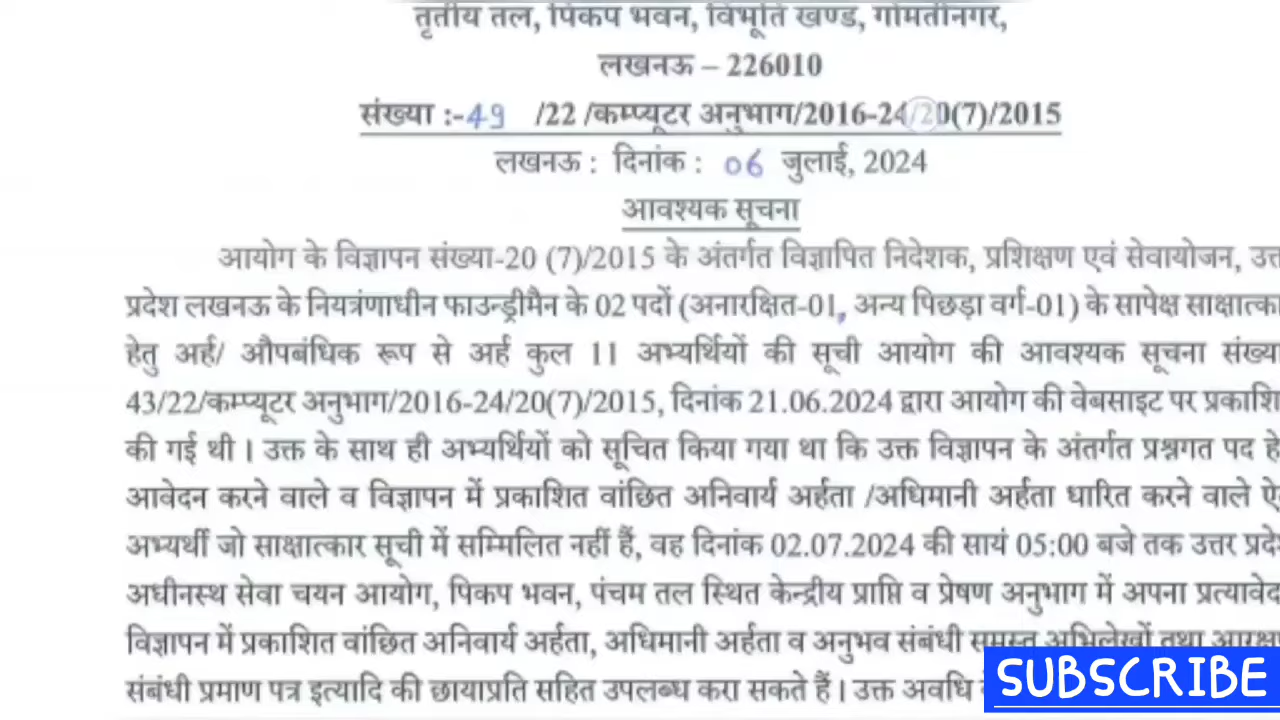 तृतीय तल, पिकप भवन, विभूति खण्ड, गोमतीनगर,
लखनऊ – 226010
संख्या :-49 /22 /कम्प्यूटर अनुभाग/2016-24/20(7)/2015
लखनऊ : दिनांक : 06 जुलाई, 2024
आवश्यक सूचना
आयोग के विज्ञापन संख्या-20 (7)/2015 के अंतर्गत विज्ञापित निदेशक, प्रशिक्षण एवं सेवायोजन, उत्त
प्रदेश लखनऊ के नियत्रंणाधीन फाउन्ड्रीमैन के 02 पदों (अनारक्षित-01, अन्य पिछड़ा वर्ग-01) के सापेक्ष साक्षात्का
हेतु अर्ह/ औपबंधिक रूप से अर्ह कुल 11 अभ्यर्थियों की सूची आयोग की आवश्यक सूचना संख्या
43/22/कम्प्यूटर अनुभाग/2016-24/20(7)/2015, दिनांक 21.06.2024 द्वारा आयोग की वेबसाइट पर प्रकाशि
की गई थी । उक्त के साथ ही अभ्यर्थियों को सूचित किया गया था कि उक्त विज्ञापन के अंतर्गत प्रश्नगत पद हे
आवेदन करने वाले व विज्ञापन में प्रकाशित वांछित अनिवार्य अर्हता /अधिमानी अर्हता धारित करने वाले ऐ
अभ्यर्थी जो साक्षात्कार सूची में सम्मिलित नहीं हैं, वह दिनांक 02.07.2024 की सायं 05:00 बजे तक उत्तर प्रदे
अधीनस्थ सेवा चयन आयोग, पिकप भवन, पंचम तल स्थित केन्द्रीय प्राप्ति व प्रेषण अनुभाग में अपना प्रत्यावेद
विज्ञापन में प्रकाशित वांछित अनिवार्य अर्हता, अधिमानी अर्हता व अनुभव संबंधी समस्त अभिलेखों तथा आरक्ष
संबंधी प्रमाण पत्र इत्यादि की छायाप्रति सहित उपलब्ध करा सकते हैं । उक्त अवधि
SUBSCRIBE